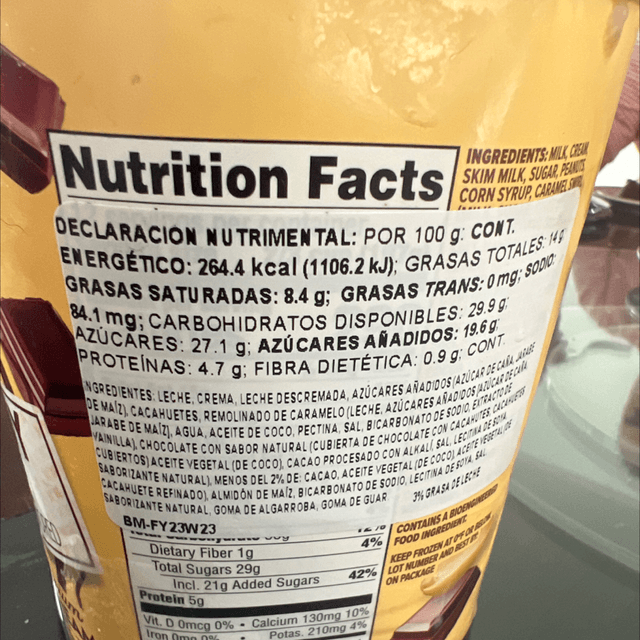 Nutrition Facts
INGREDIENTS: MILK, CREAM,
SKIM MILK, SUGAR, PEANUTS,
CORN SYRUP, CARAMEL SWIRL
DECLARACION NUTRIMENTAL: POR 100 g: CONT.
ENERGÉTICO: 264.4 kcal (1106.2 kJ); GRASAS TOTALES: 14 g
GRASAS SATURADAS: 8.4 g; GRASAS TRANS: 0 mg; SODIO:
84.1 mg; CARBOHIDRATOS DISPONIBLES: 29.9 g;
AZÚCARES: 27.1 g; AZÚCARES AÑADIDOS: 19.6 g;
PROTEÍNAS: 4.7 g; FIBRA DIETÉTICA: 0.9 g; CONT.
INGREDIENTES: LECHE, CREMA, LECHE DESCREMADA, AZÚCARES AÑADIDOS (AZÚCAR DE CAÑA, JARABE
DE MAÍZ), CACAHUETES, REMOLINADO DE CARAMELO (LECHE, AZÚCARES AÑADIDOS (AZÚCAR DE CAÑA,
JARABE DE MAÍZ), AGUA, ACEITE DE COCO, PECTINA, SAL, BICARBONATO DE SODIO, EXTRACTO DE
VAINILLA), CHOCOLATE CON SABOR NATURAL (CUBIERTA DE CHOCOLATE CON CACAHUTES, CACAHUETES
CUBIERTOS) ACEITE VEGETAL (DE COCO), CACAO PROCESADO CON ALKALÍ, SAL, LECITINA DE SOYA,
SABORIZANTE NATURAL), MENOS DEL 2% DE: CACAO, ACEITE VEGETAL (DE COCO), ACEITE VEGETAL DE
CACAHUETE REFINADO), ALMIDÓN DE MAÍZ, BICARBONATO DE SODIO, LECITINA DE SOYA, SAL,
SABORIZANTE NATURAL, GOMA DE ALGARROBA, GOMA DE GUAR. 3% GRASA DE LECHE
BM-FY23W23
Dietary Fiber 1g 4%
Total Sugars 29g
Incl. 21g Added Sugars 42%
Protein 5g
Vit. D 0mcg 0% • Calcium 130mg 10%
Iron 0mg 0% Potas. 210mg 4%
CONTAINS A BIOENGINEERED
FOOD INGREDIENT.
KEEP FROZEN AT 0°F OR BELOW
LOT NUMBER AND BEST BY
ON PACKAGE